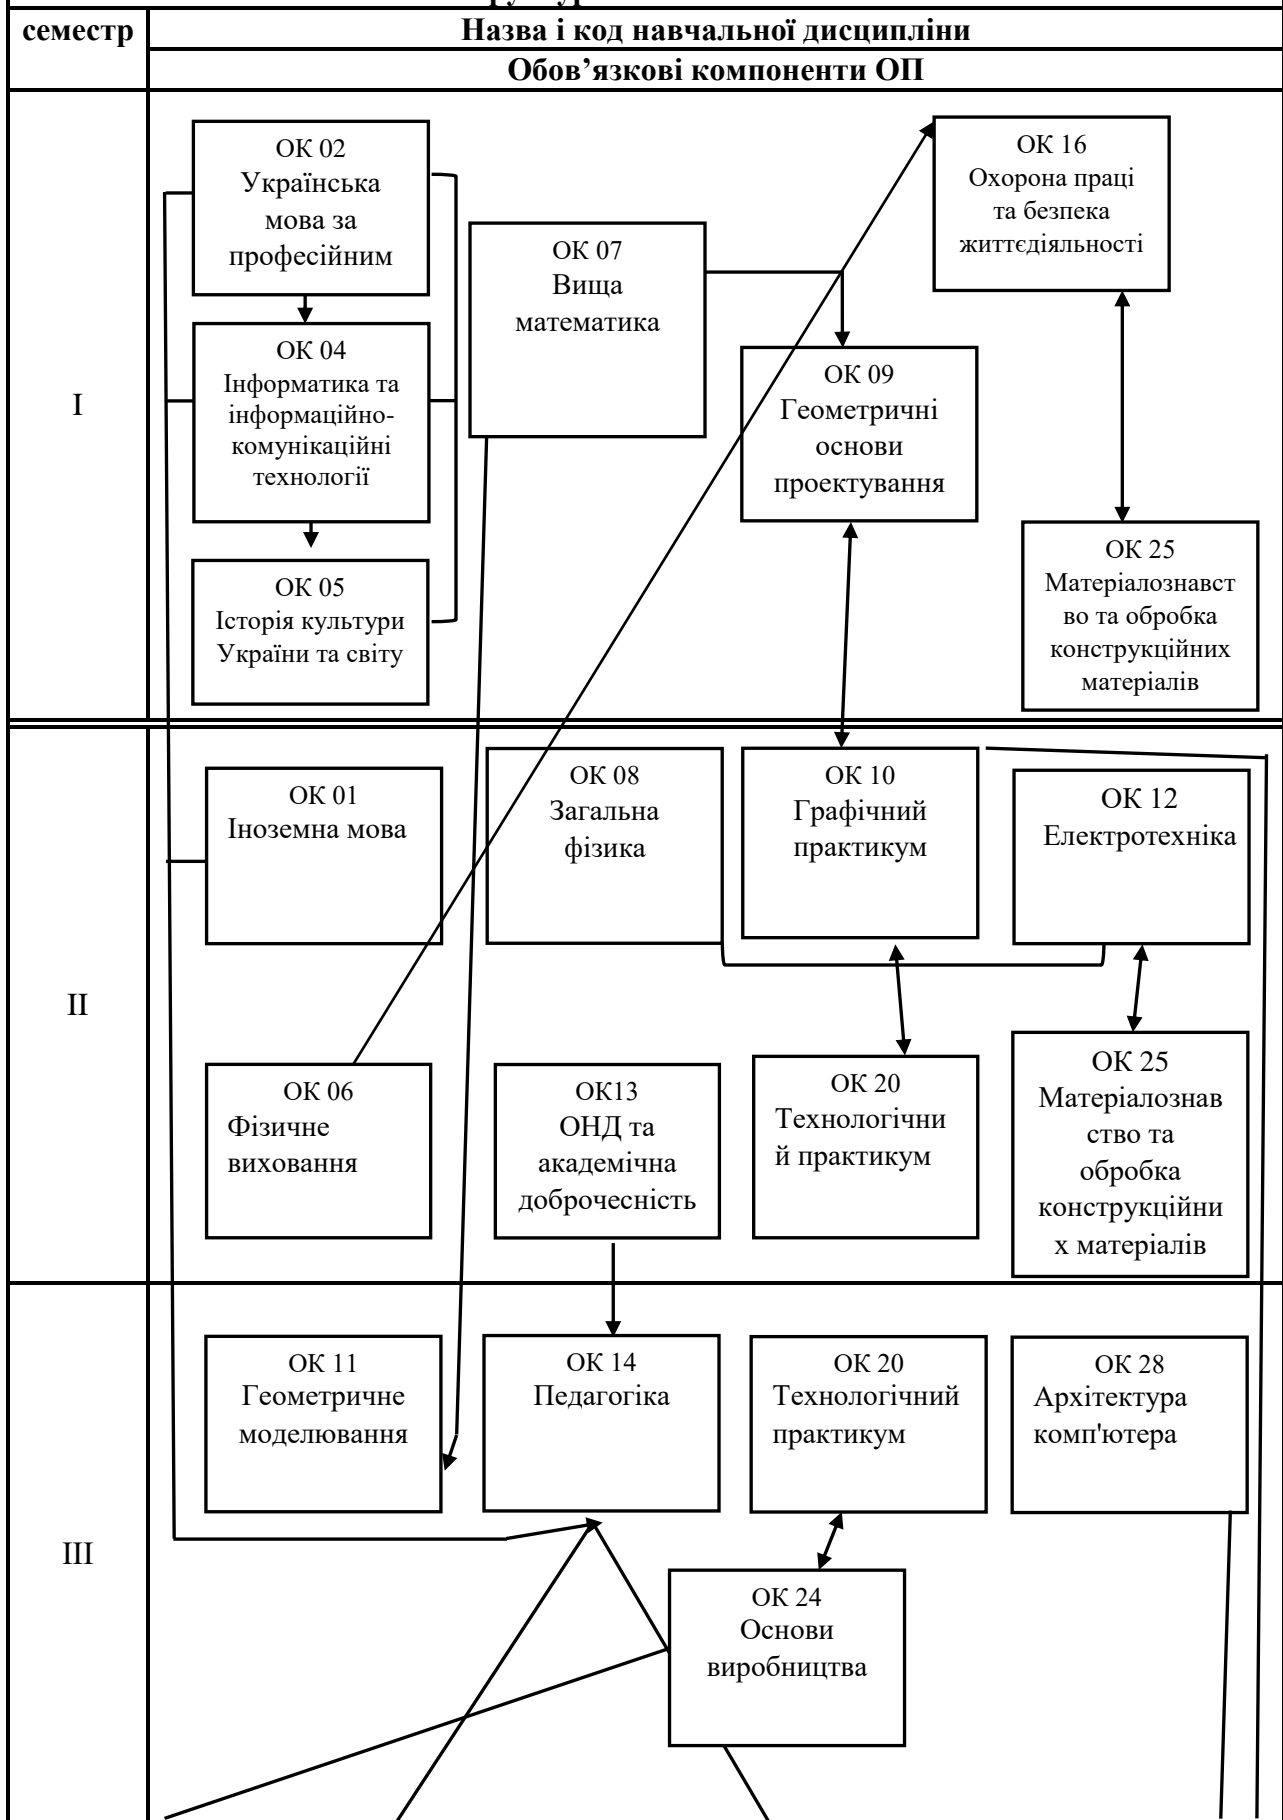 семестр
Назва і код навчальної дисципліни
Обов’язкові компоненти ОП
І
ОК 02
Українська
мова за
професійним
ОК 04
Інформатика та
інформаційно-
комунікаційні
технології
ОК 05
Історія культури
України та світу
ОК 07
Вища
математика
ОК 09
Геометричні
основи
проектування
ОК 16
Охорона праці
та безпека
життєдіяльності
ОК 25
Матеріалознавст
во та обробка
конструкційних
матеріалів
ІІ
ОК 01
Іноземна мова
ОК 08
Загальна
фізика
ОК 10
Графічний
практикум
ОК 12
Електротехніка
ОК 06
Фізичне
виховання
ОК13
ОНД та
академічна
доброчесність
ОК 20
Технологічни
й практикум
ОК 25
Матеріалознав
ство та
обробка
конструкційни
х матеріалів
ІІІ
ОК 11
Геометричне
моделювання
ОК 14
Педагогіка
ОК 20
Технологічний
практикум
ОК 28
Архітектура
комп'ютера
ОК 24
Основи
виробництва